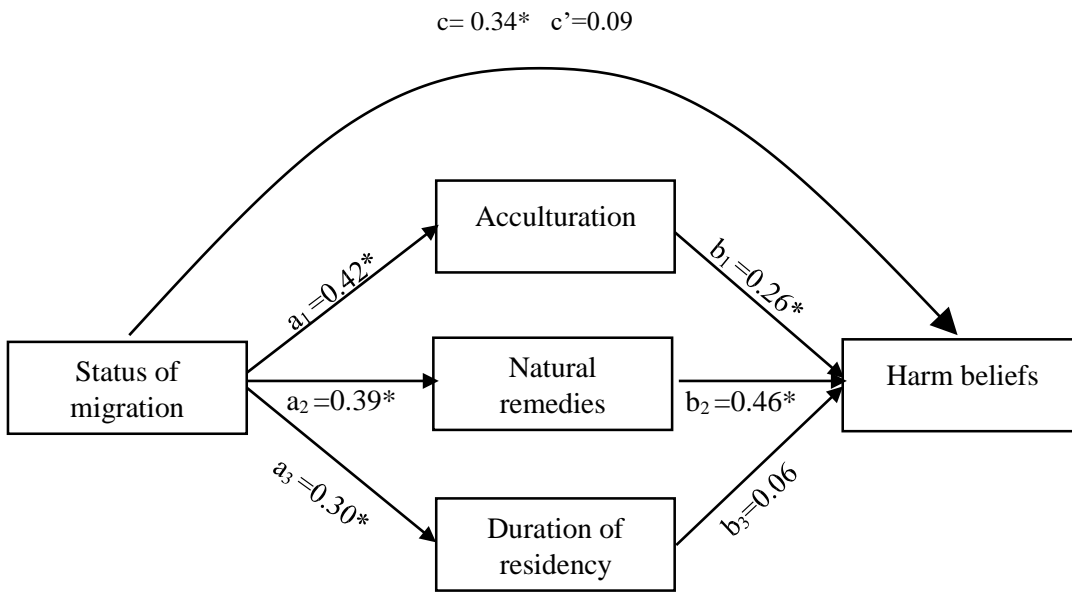 c= 0.34* c’=0.09
Acculturation
a₁ =0.42*
b₁ =0.26*
Status of
migration
Natural
remedies
Harm beliefs
a₂ =0.39*
b₂ =0.46*
a₃ =0.30*
b₃=0.06
Duration of
residency